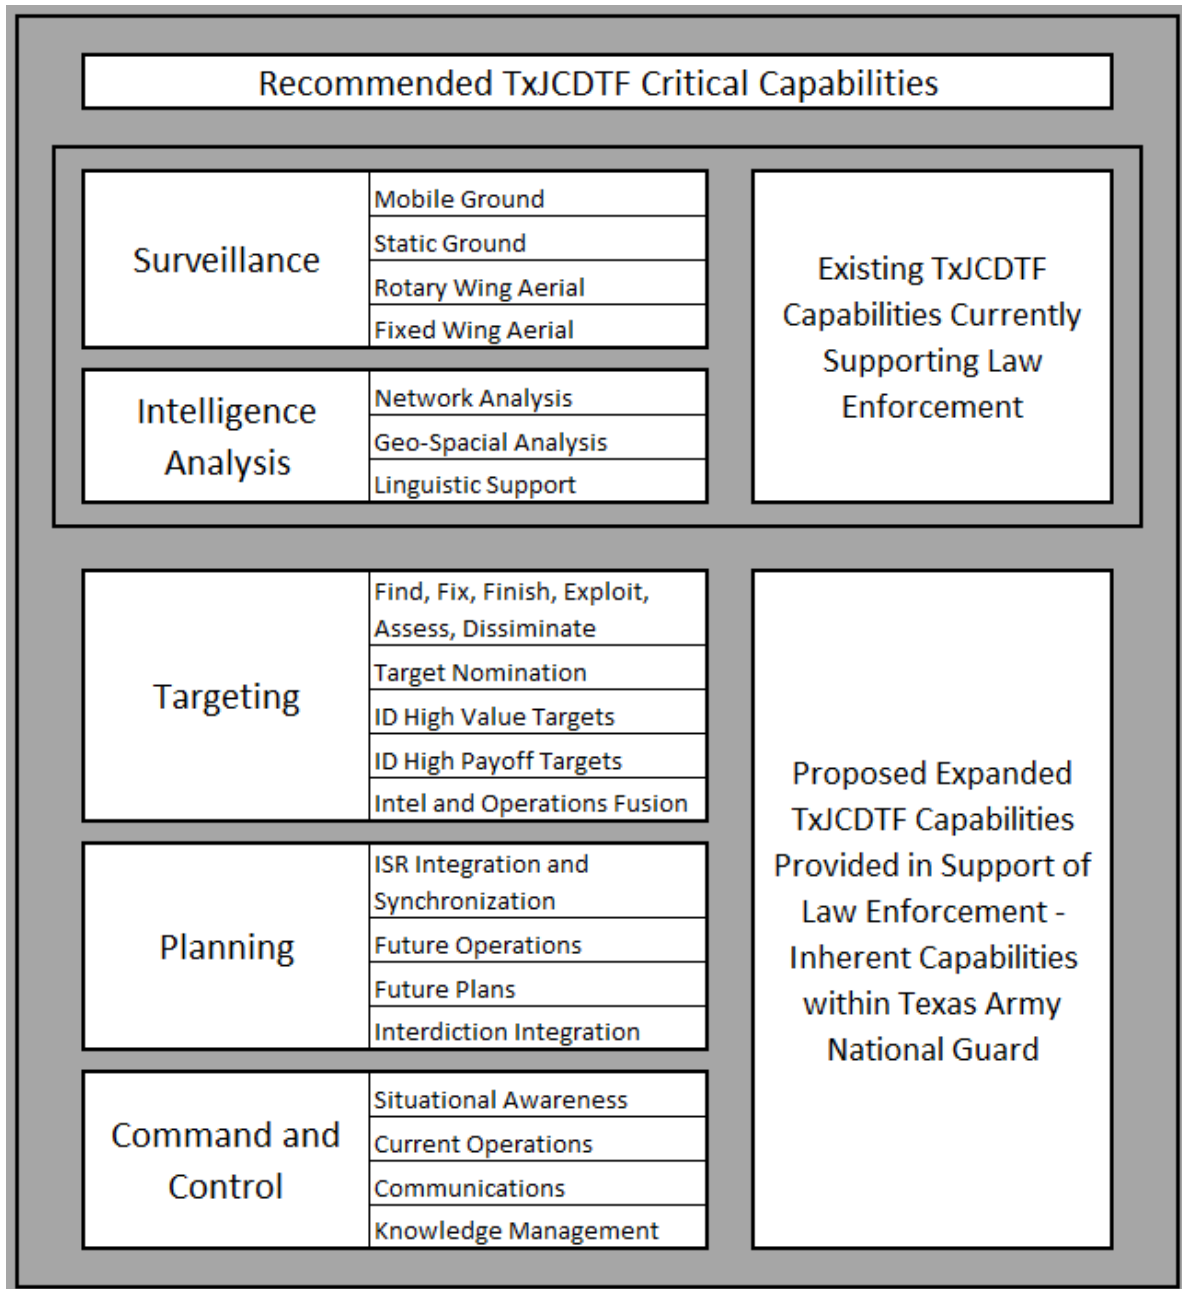 Recommended TxJCDTF Critical Capabilities
Surveillance
Mobile Ground
Static Ground
Rotary Wing Aerial
Fixed Wing Aerial
Intelligence
Analysis
Network Analysis
Geo-Spacial Analysis
Linguistic Support
Existing TxJCDTF
Capabilities Currently
Supporting Law
Enforcement
Targeting
Find, Fix, Finish, Exploit,
Assess, Dissiminate
Target Nomination
ID High Value Targets
ID High Payoff Targets
Intel and Operations Fusion
Planning
ISR Integration and
Synchronization
Future Operations
Future Plans
Interdiction Integration
Command and
Control
Situational Awareness
Current Operations
Communications
Knowledge Management
Proposed Expanded
TxJCDTF Capabilities
Provided in Support of
Law Enforcement -
Inherent Capabilities
within Texas Army
National Guard